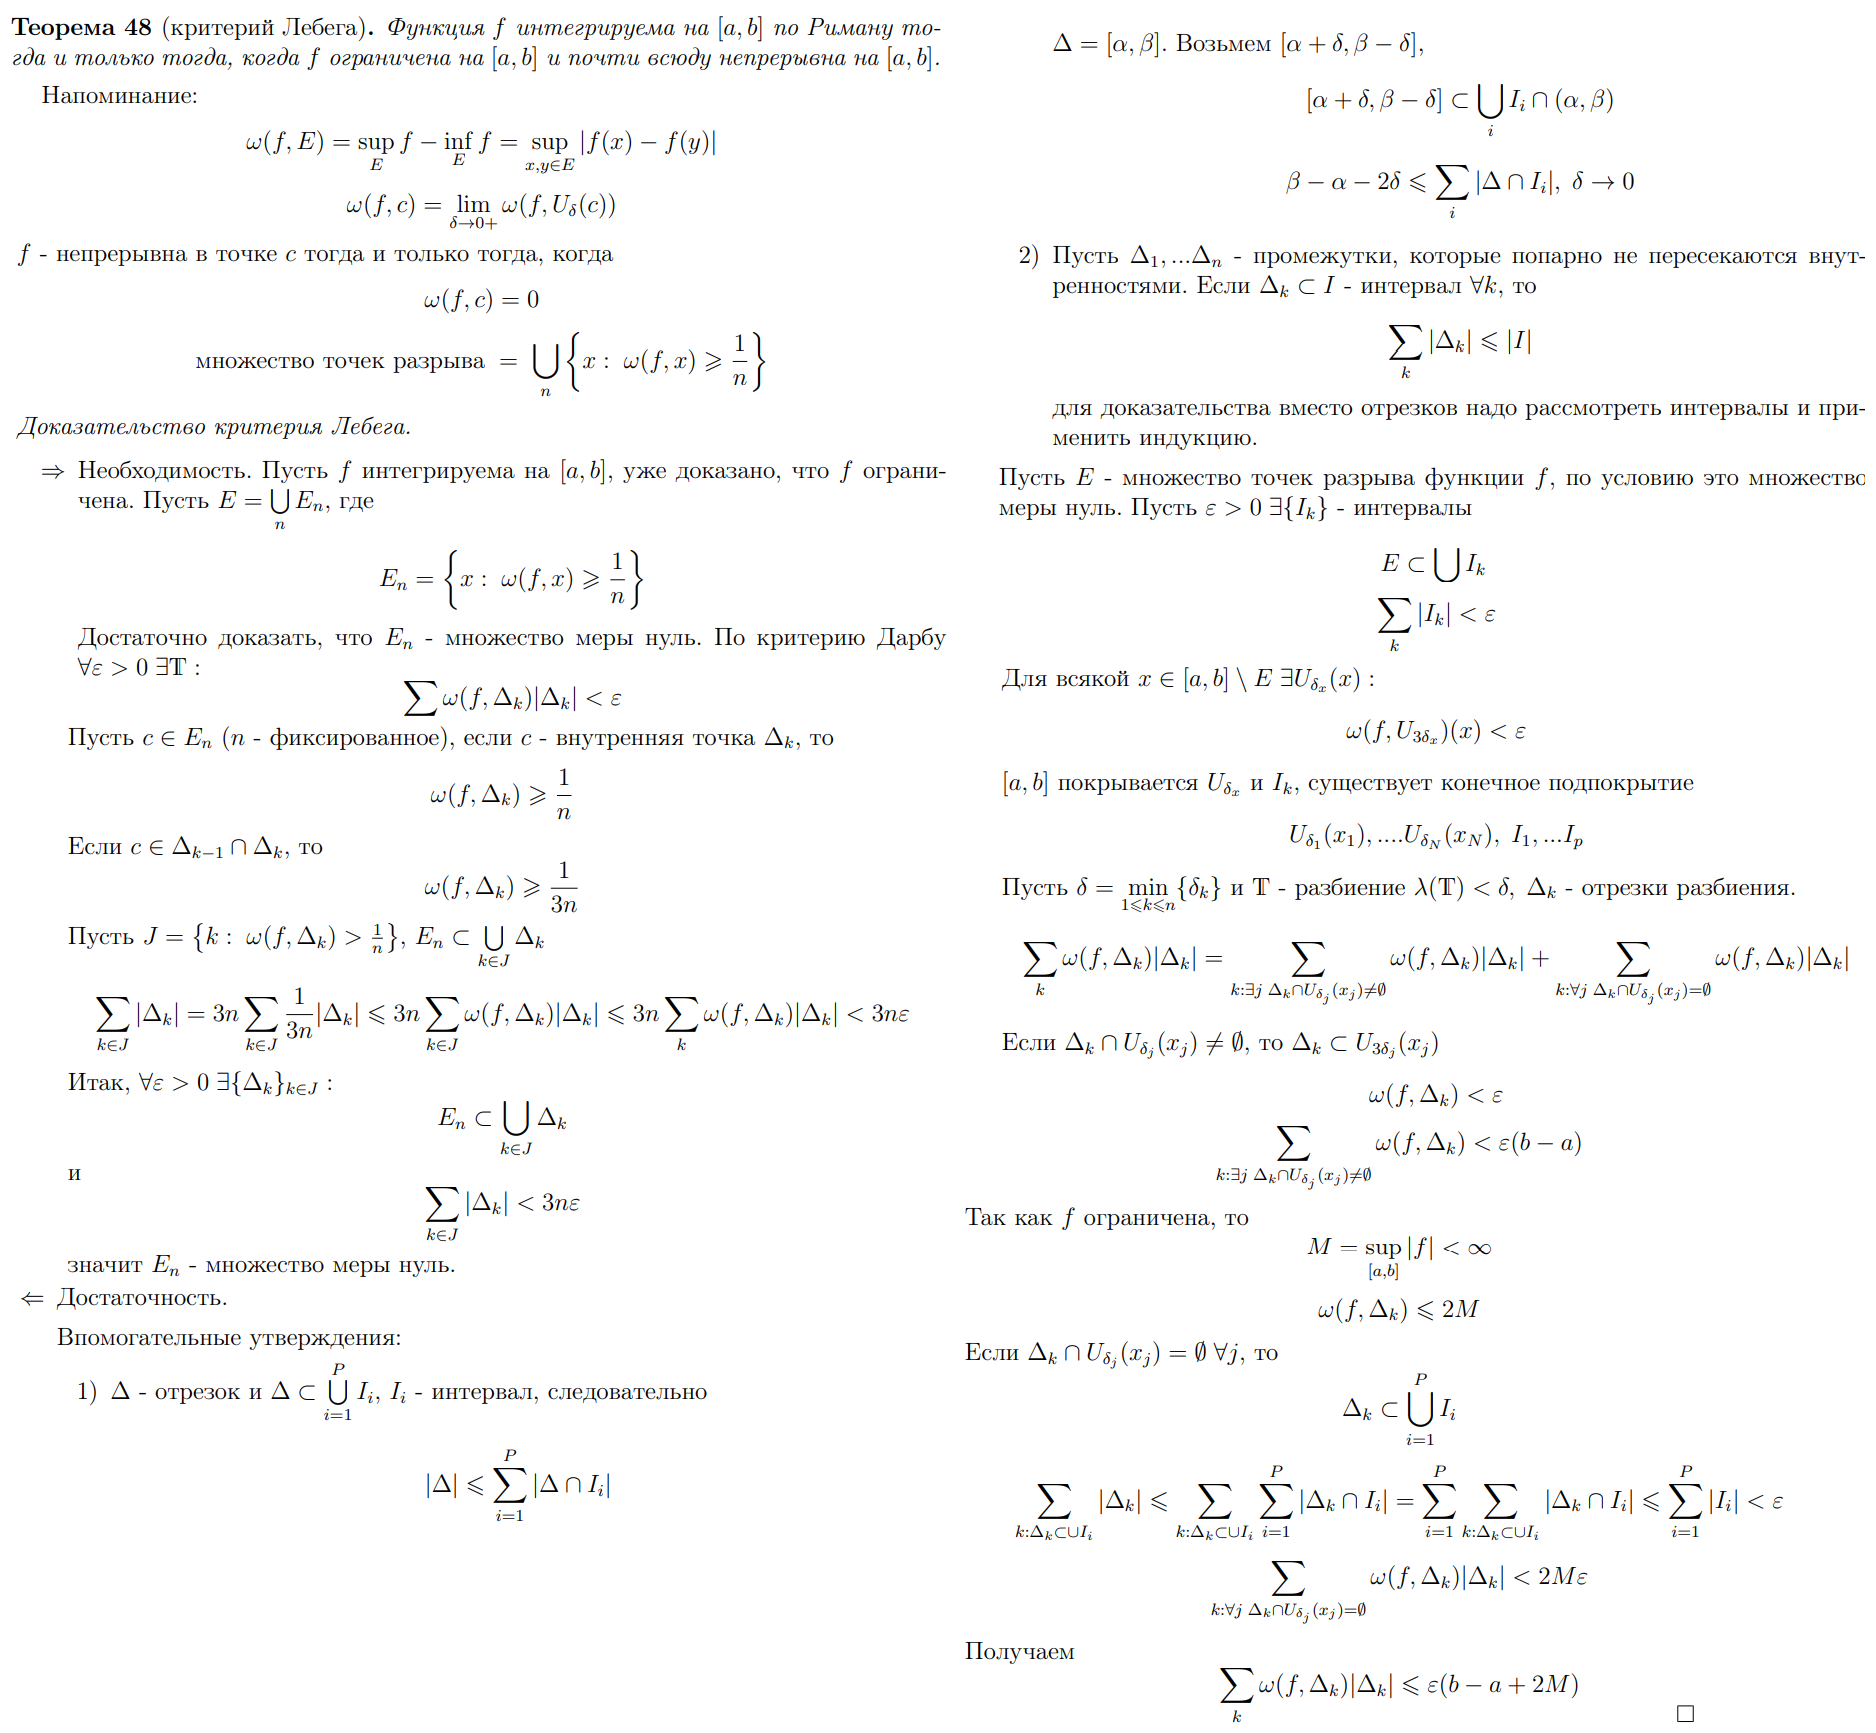 Теорема 48 (критерий Лебега). Функция f интегрируема на [a, b] по Риману то-
гда и только тогда, когда f ограничена на [a, b] и почти всюду непрерывна на [a, b].
Напоминание:
ω(f, E) = sup_E f − inf_E f = sup_{x,y∈E} |f(x) − f(y)|
ω(f, c) = lim_{δ→0+} ω(f, U_δ(c))
f - непрерывна в точке c тогда и только тогда, когда
ω(f, c) = 0
множество точек разрыва = ⋃_n {x : ω(f, x) ⩾ 1/n}
Доказательство критерия Лебега.
⇒ Необходимость. Пусть f интегрируема на [a, b], уже доказано, что f ограни-
чена. Пусть E = ⋃_n E_n, где
E_n = {x : ω(f, x) ⩾ 1/n}
Достаточно доказать, что E_n - множество меры нуль. По критерию Дарбу
∀ε > 0 ∃𝕋 :
∑ ω(f, Δ_k)|Δ_k| < ε
Пусть c ∈ E_n (n - фиксированное), если c - внутренняя точка Δ_k, то
ω(f, Δ_k) ⩾ 1/n
Если c ∈ Δ_{k−1} ∩ Δ_k, то
ω(f, Δ_k) ⩾ 1/3n
Пусть J = {k : ω(f, Δ_k) > 1/n}, E_n ⊂ ⋃_{k∈J} Δ_k
∑_{k∈J} |Δ_k| = 3n ∑_{k∈J} 1/3n |Δ_k| ⩽ 3n ∑_{k∈J} ω(f, Δ_k)|Δ_k| ⩽ 3n ∑_k ω(f, Δ_k)|Δ_k| < 3nε
Итак, ∀ε > 0 ∃{Δ_k}_{k∈J} :
E_n ⊂ ⋃_{k∈J} Δ_k
и
∑_{k∈J} |Δ_k| < 3nε
значит E_n - множество меры нуль.
⇐ Достаточность.
Впомогательные утверждения:
1) Δ - отрезок и Δ ⊂ ⋃_{i=1}^P I_i, I_i - интервал, следовательно
|Δ| ⩽ ∑_{i=1}^P |Δ ∩ I_i|
Δ = [α, β]. Возьмем [α + δ, β − δ],
[α + δ, β − δ] ⊂ ⋃_i I_i ∩ (α, β)
β − α − 2δ ⩽ ∑_i |Δ ∩ I_i|, δ → 0
2) Пусть Δ_1, ...Δ_n - промежутки, которые попарно не пересекаются внут-
ренностями. Если Δ_k ⊂ I - интервал ∀k, то
∑_k |Δ_k| ⩽ |I|
для доказательства вместо отрезков надо рассмотреть интервалы и при-
менить индукцию.
Пусть E - множество точек разрыва функции f, по условию это множество
меры нуль. Пусть ε > 0 ∃{I_k} - интервалы
E ⊂ ⋃ I_k
∑_k |I_k| < ε
Для всякой x ∈ [a, b] \ E ∃U_{δ_x}(x) :
ω(f, U_{3δ_x})(x) < ε
[a, b] покрывается U_{δ_x} и I_k, существует конечное подпокрытие
U_{δ_1}(x_1), ....U_{δ_N}(x_N), I_1, ...I_p
Пусть δ = min_{1⩽k⩽n} {δ_k} и 𝕋 - разбиение λ(𝕋) < δ, Δ_k - отрезки разбиения.
∑_k ω(f, Δ_k)|Δ_k| = ∑_{k:∃j Δ_k∩U_{δ_j}(x_j)≠∅} ω(f, Δ_k)|Δ_k| + ∑_{k:∀j Δ_k∩U_{δ_j}(x_j)=∅} ω(f, Δ_k)|Δ_k|
Если Δ_k ∩ U_{δ_j}(x_j) ≠ ∅, то Δ_k ⊂ U_{3δ_j}(x_j)
ω(f, Δ_k) < ε
∑_{k:∃j Δ_k∩U_{δ_j}(x_j)≠∅} ω(f, Δ_k) < ε(b − a)
Так как f ограничена, то
M = sup_{[a,b]} |f| < ∞
ω(f, Δ_k) ⩽ 2M
Если Δ_k ∩ U_{δ_j}(x_j) = ∅ ∀j, то
Δ_k ⊂ ⋃_{i=1}^P I_i
∑_{k:Δ_k⊂∪I_i} |Δ_k| ⩽ ∑_{k:Δ_k⊂∪I_i} ∑_{i=1}^P |Δ_k ∩ I_i| = ∑_{i=1}^P ∑_{k:Δ_k⊂∪I_i} |Δ_k ∩ I_i| ⩽ ∑_{i=1}^P |I_i| < ε
∑_{k:∀j Δ_k∩U_{δ_j}(x_j)=∅} ω(f, Δ_k)|Δ_k| < 2Mε
Получаем
∑_k ω(f, Δ_k)|Δ_k| ⩽ ε(b − a + 2M)
□